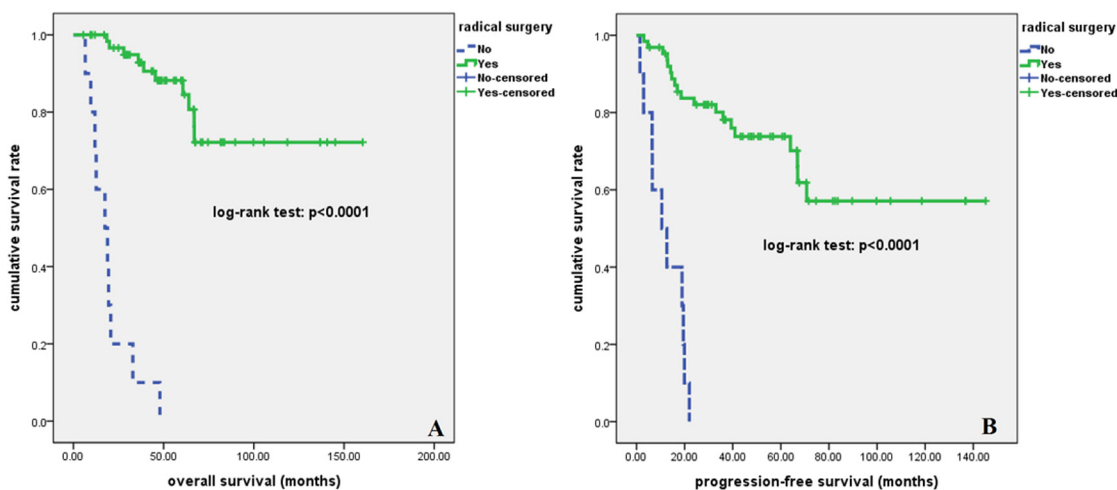 radical surgery
No
Yes
No-censored
Yes-censored
cumulative survival rate
1.0
0.8
0.6
0.4
0.2
0.0
log-rank test: p<0.0001
A
0.00 50.00 100.00 150.00 200.00
overall survival (months)
radical surgery
No
Yes
No-censored
Yes-censored
cumulative survival rate
1.0
0.8
0.6
0.4
0.2
0.0
log-rank test: p<0.0001
B
0.00 20.00 40.00 60.00 80.00 100.00 120.00 140.00
progression-free survival (months)